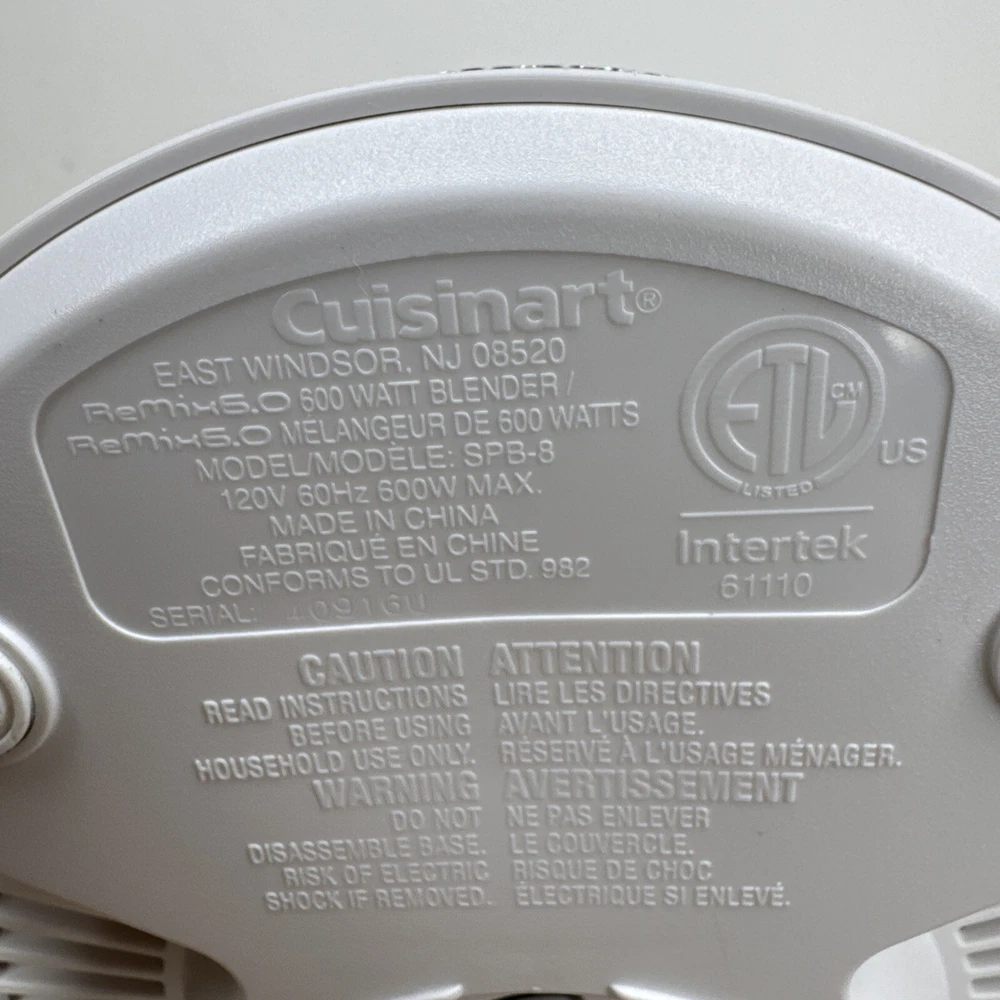 Cuisinart®
EAST WINDSOR, NJ 08520
ReMix6.0 600 WATT BLENDER /
ReMix6.0 MÉLANGEUR DE 600 WATTS
MODEL/MODÈLE: SPB-8
120V 60Hz 600W MAX.
MADE IN CHINA
FABRIQUÉ EN CHINE
CONFORMS TO UL STD. 982
SERIAL:
ETL CM
LISTED
US
Intertek
61110
CAUTION
READ INSTRUCTIONS
BEFORE USING
HOUSEHOLD USE ONLY.
WARNING
DO NOT
DISASSEMBLE BASE.
RISK OF ELECTRIC
SHOCK IF REMOVED.
ATTENTION
LIRE LES DIRECTIVES
AVANT L'USAGE.
RÉSERVÉ À L'USAGE MÉNAGER.
AVERTISSEMENT
NE PAS ENLEVER
LE COUVERCLE.
RISQUE DE CHOC
ÉLECTRIQUE SI ENLEVÉ.